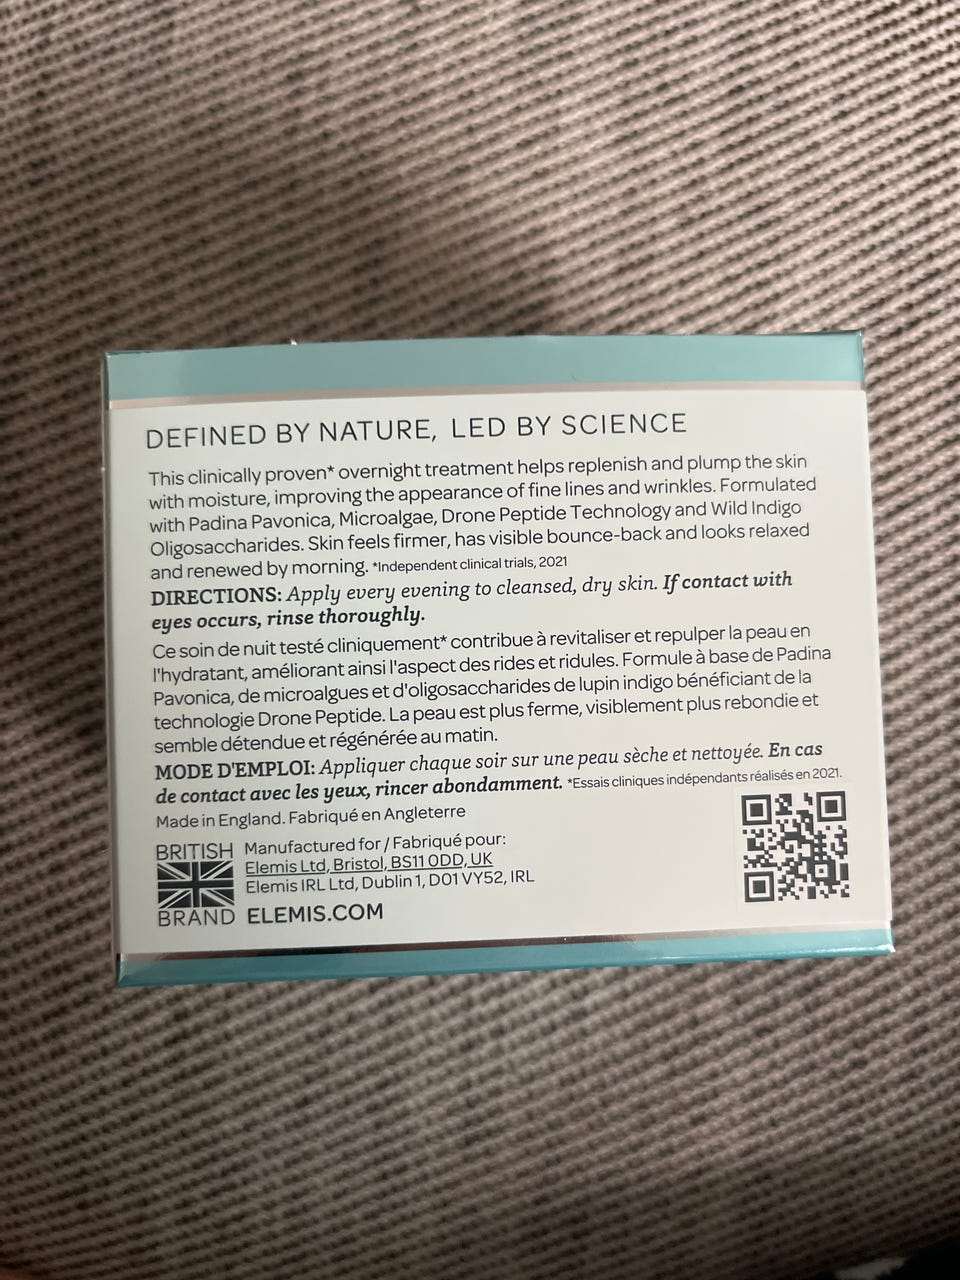 DEFINED BY NATURE, LED BY SCIENCE
This clinically proven* overnight treatment helps replenish and plump the skin
with moisture, improving the appearance of fine lines and wrinkles. Formulated
with Padina Pavonica, Microalgae, Drone Peptide Technology and Wild Indigo
Oligosaccharides. Skin feels firmer, has visible bounce-back and looks relaxed
and renewed by morning. *Independent clinical trials, 2021
DIRECTIONS: Apply every evening to cleansed, dry skin. If contact with
eyes occurs, rinse thoroughly.
Ce soin de nuit testé cliniquement* contribue à revitaliser et repulper la peau en
l'hydratant, améliorant ainsi l'aspect des rides et ridules. Formule à base de Padina
Pavonica, de microalgues et d'oligosaccharides de lupin indigo bénéficiant de la
technologie Drone Peptide. La peau est plus ferme, visiblement plus rebondie et
semble détendue et régénérée au matin.
MODE D'EMPLOI: Appliquer chaque soir sur une peau sèche et nettoyée. En cas
de contact avec les yeux, rincer abondamment. *Essais cliniques indépendants réalisés en 2021.
Made in England. Fabriqué en Angleterre
BRITISH
BRAND
Manufactured for / Fabriqué pour:
Elemis Ltd, Bristol, BS11 0DD, UK
Elemis IRL Ltd, Dublin 1, D01 VY52, IRL
ELEMIS.COM